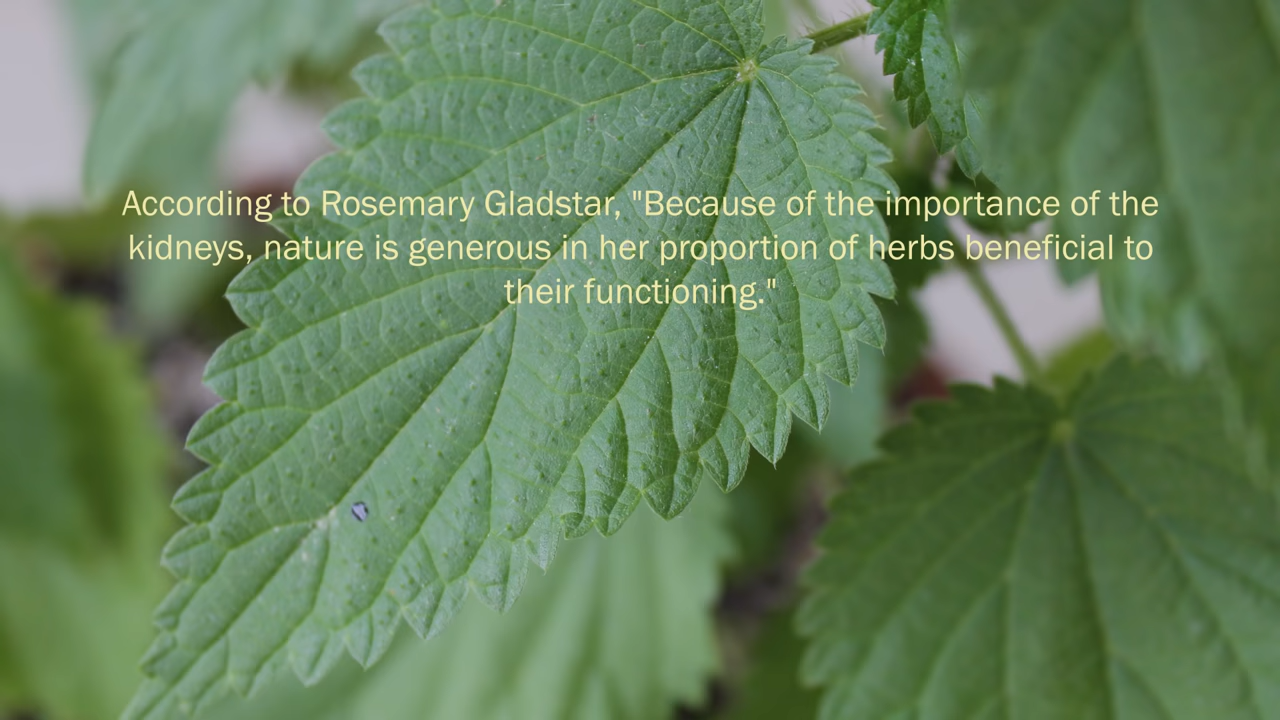 According to Rosemary Gladstar, "Because of the importance of the
kidneys, nature is generous in her proportion of herbs beneficial to
their functioning."